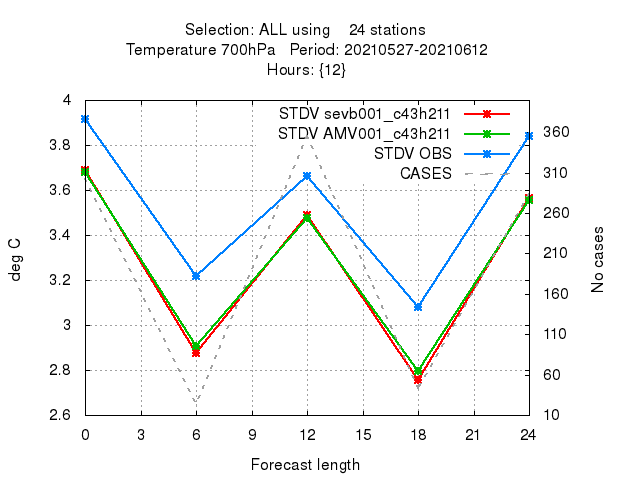 Selection: ALL using    24 stations
Temperature 700hPa   Period: 20210527-20210612
Hours: {12}
STDV sevb001_c43h211
STDV AMV001_c43h211
STDV OBS
CASES
4
3.8
3.6
3.4
3.2
3
2.8
2.6
deg C
360
310
260
210
160
110
60
10
No cases
0 3 6 9 12 15 18 21 24
Forecast length